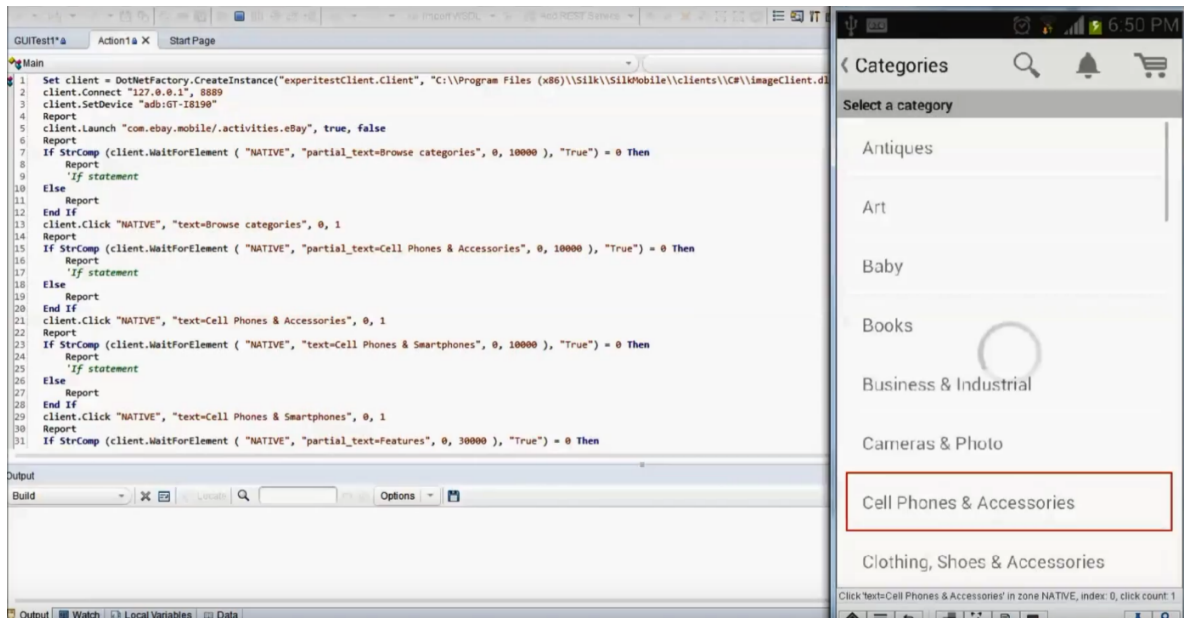 Import WSDL
Add REST Service
GUITest1*
Action1
Start Page
Main
1 Set client = DotNetFactory.CreateInstance("experitestClient.Client", "C:\\Program Files (x86)\\Silk\\SilkMobile\\clients\\C#\\imageClient.dl
2 client.Connect "127.0.0.1", 8889
3 client.SetDevice "adb:GT-I8190"
4 Report
5 client.Launch "com.ebay.mobile/.activities.eBay", true, false
6 Report
7 If StrComp (client.WaitForElement ( "NATIVE", "partial_text=Browse categories", 0, 10000 ), "True") = 0 Then
8 Report
9 'If statement
10 Else
11 Report
12 End If
13 client.Click "NATIVE", "text=Browse categories", 0, 1
14 Report
15 If StrComp (client.WaitForElement ( "NATIVE", "partial_text=Cell Phones & Accessories", 0, 10000 ), "True") = 0 Then
16 Report
17 'If statement
18 Else
19 Report
20 End If
21 client.Click "NATIVE", "text=Cell Phones & Accessories", 0, 1
22 Report
23 If StrComp (client.WaitForElement ( "NATIVE", "text=Cell Phones & Smartphones", 0, 10000 ), "True") = 0 Then
24 Report
25 'If statement
26 Else
27 Report
28 End If
29 client.Click "NATIVE", "text=Cell Phones & Smartphones", 0, 1
30 Report
31 If StrComp (client.WaitForElement ( "NATIVE", "partial_text=Features", 0, 30000 ), "True") = 0 Then
Output
Build
Locate
Options
Output Watch Local Variables Data
6:50 PM
Categories
Select a category
Antiques
Art
Baby
Books
Business & Industrial
Cameras & Photo
Cell Phones & Accessories
Clothing, Shoes & Accessories
Click 'text=Cell Phones & Accessories' in zone NATIVE, index: 0, click count: 1